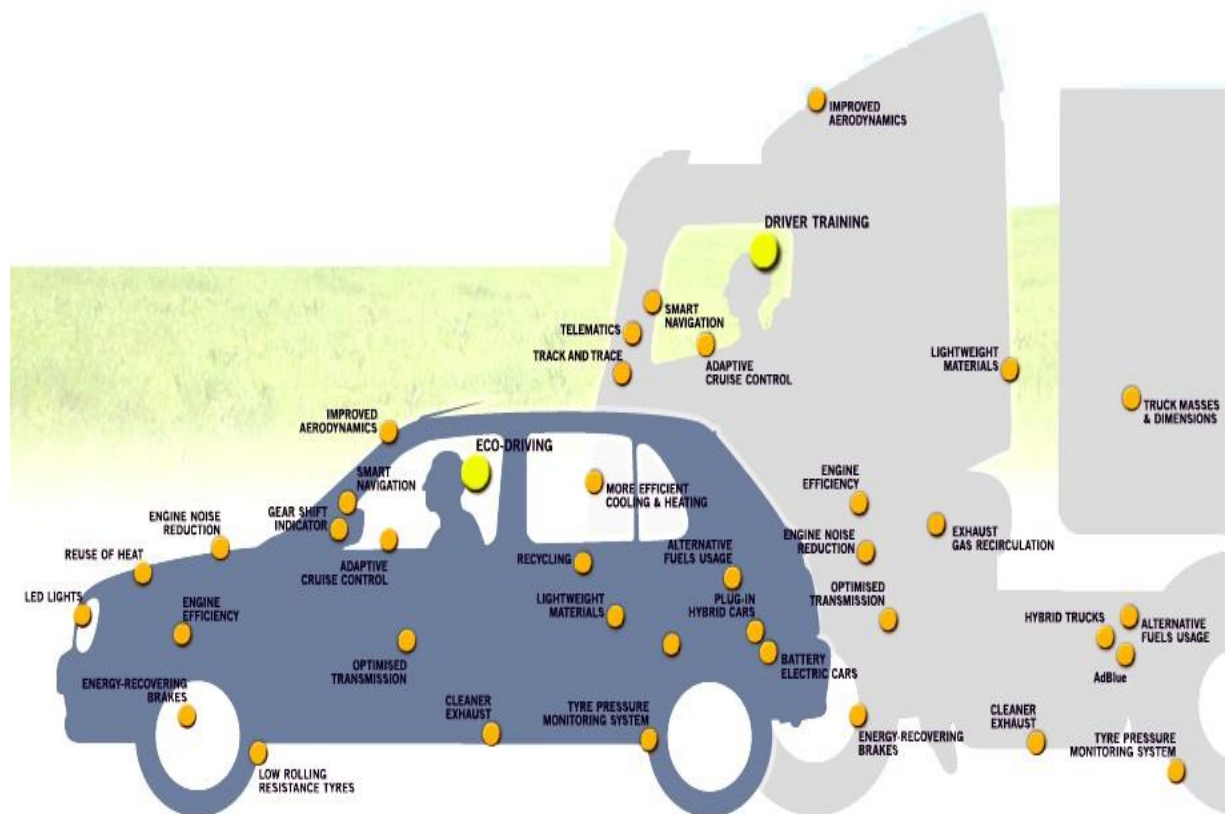 IMPROVED
AERODYNAMICS
DRIVER TRAINING
SMART
NAVIGATION
TELEMATICS
TRACK AND TRACE
ADAPTIVE
CRUISE CONTROL
LIGHTWEIGHT
MATERIALS
TRUCK MASSES
& DIMENSIONS
IMPROVED
AERODYNAMICS
ECO-DRIVING
SMART
NAVIGATION
GEAR SHIFT
INDICATOR
MORE EFFICIENT
COOLING & HEATING
ENGINE
EFFICIENCY
ENGINE NOISE
REDUCTION
REUSE OF HEAT
LED LIGHTS
ENGINE
EFFICIENCY
ADAPTIVE
CRUISE CONTROL
RECYCLING
ALTERNATIVE
FUELS USAGE
ENGINE NOISE
REDUCTION
EXHAUST
GAS RECIRCULATION
LIGHTWEIGHT
MATERIALS
PLUG-IN
HYBRID CARS
OPTIMISED
TRANSMISSION
HYBRID TRUCKS
ALTERNATIVE
FUELS USAGE
OPTIMISED
TRANSMISSION
BATTERY
ELECTRIC CARS
AdBlue
ENERGY-RECOVERING
BRAKES
CLEANER
EXHAUST
TYRE PRESSURE
MONITORING SYSTEM
ENERGY-RECOVERING
BRAKES
CLEANER
EXHAUST
TYRE PRESSURE
MONITORING SYSTEM
LOW ROLLING
RESISTANCE TYRES